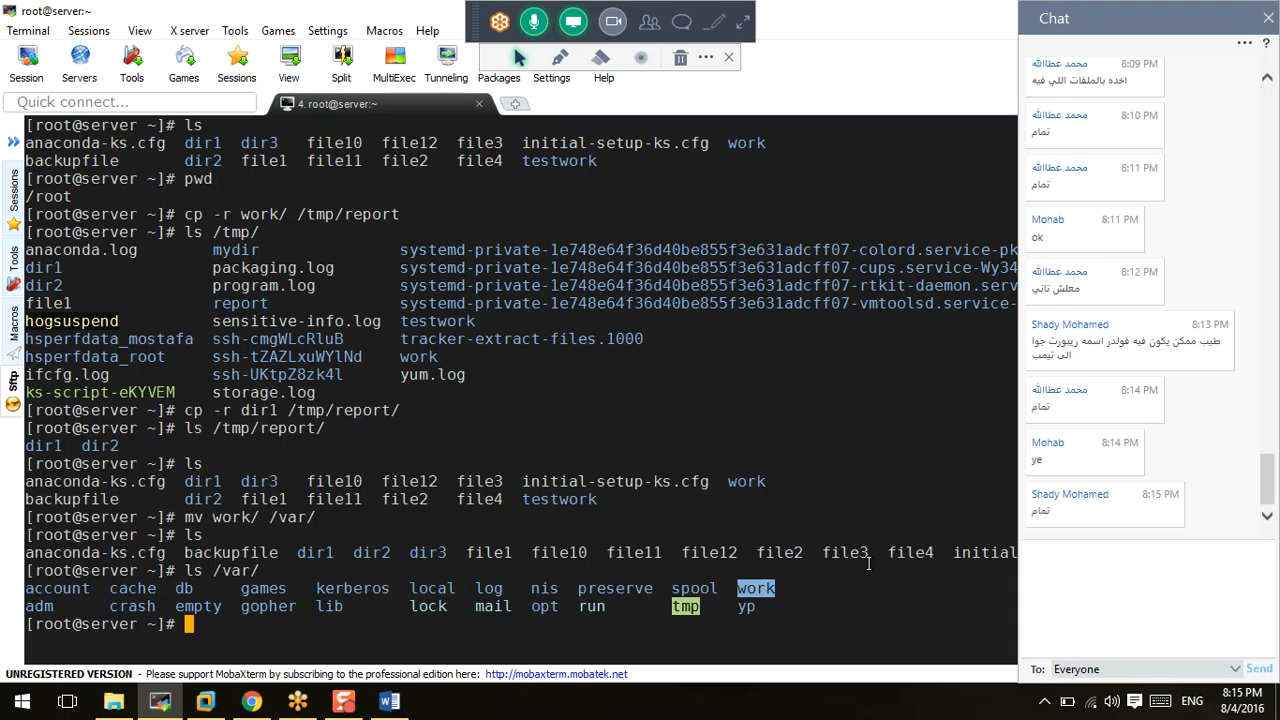 root@server:~
Terminal Sessions View X server Tools Games Settings Macros Help
Session Servers Tools Games Sessions View Split MultiExec Tunneling Packages Settings Help
Quick connect...
4. root@server:~
Sessions
Tools
Macros
Sftp
[root@server ~]# ls
anaconda-ks.cfg dir1 dir3 file10 file12 file3 initial-setup-ks.cfg work
backupfile dir2 file1 file11 file2 file4 testwork
[root@server ~]# pwd
/root
[root@server ~]# cp -r work/ /tmp/report
[root@server ~]# ls /tmp/
anaconda.log mydir systemd-private-1e748e64f36d40be855f3e631adcff07-colord.service-pk
dir1 packaging.log systemd-private-1e748e64f36d40be855f3e631adcff07-cups.service-Wy34
dir2 program.log systemd-private-1e748e64f36d40be855f3e631adcff07-rtkit-daemon.serv
file1 report systemd-private-1e748e64f36d40be855f3e631adcff07-vmtoolsd.service-
hogsuspend sensitive-info.log testwork
hsperfdata_mostafa ssh-cmgWLcRluB tracker-extract-files.1000
hsperfdata_root ssh-tZAZLxuWYlNd work
ifcfg.log ssh-UKtpZ8zk4l yum.log
ks-script-eKYVEM storage.log
[root@server ~]# cp -r dir1 /tmp/report/
[root@server ~]# ls /tmp/report/
dir1 dir2
[root@server ~]# ls
anaconda-ks.cfg dir1 dir3 file10 file12 file3 initial-setup-ks.cfg work
backupfile dir2 file1 file11 file2 file4 testwork
[root@server ~]# mv work/ /var/
[root@server ~]# ls
anaconda-ks.cfg backupfile dir1 dir2 dir3 file1 file10 file11 file12 file2 file3 file4 initial
[root@server ~]# ls /var/
account cache db games kerberos local log nis preserve spool work
adm crash empty gopher lib lock mail opt run tmp yp
[root@server ~]#
UNREGISTERED VERSION - Please support MobaXterm by subscribing to the professional edition here: http://mobaxterm.mobatek.net
Chat
?
محمد عطاالله 8:09 PM
اخده بالملفات اللي فيه
محمد عطاالله 8:10 PM
تمام
محمد عطاالله 8:11 PM
تمام
Mohab 8:11 PM
ok
محمد عطاالله 8:12 PM
معلش تاني
Shady Mohamed 8:13 PM
طيب ممكن يكون فيه فولدر اسمه ريبورت جوا
الى تيمب
محمد عطاالله 8:14 PM
تمام
Mohab 8:14 PM
ye
Shady Mohamed 8:15 PM
تمام
To: Everyone Send
ENG
8:15 PM
8/4/2016